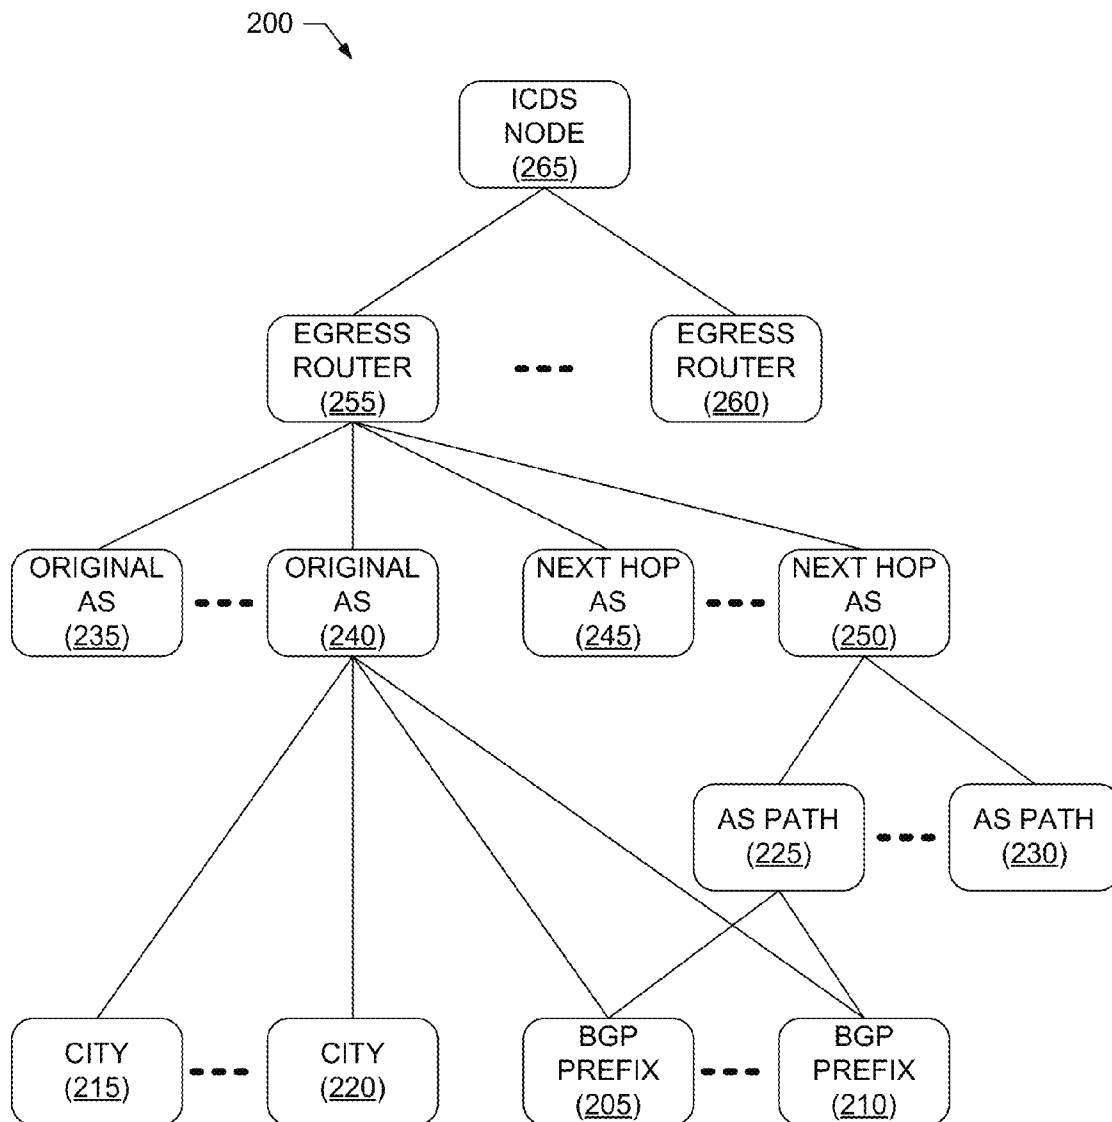 200
ICDS
NODE
(265)
EGRESS
ROUTER
(255)
EGRESS
ROUTER
(260)
ORIGINAL
AS
(235)
ORIGINAL
AS
(240)
NEXT HOP
AS
(245)
NEXT HOP
AS
(250)
AS PATH
(225)
AS PATH
(230)
CITY
(215)
CITY
(220)
BGP
PREFIX
(205)
BGP
PREFIX
(210)